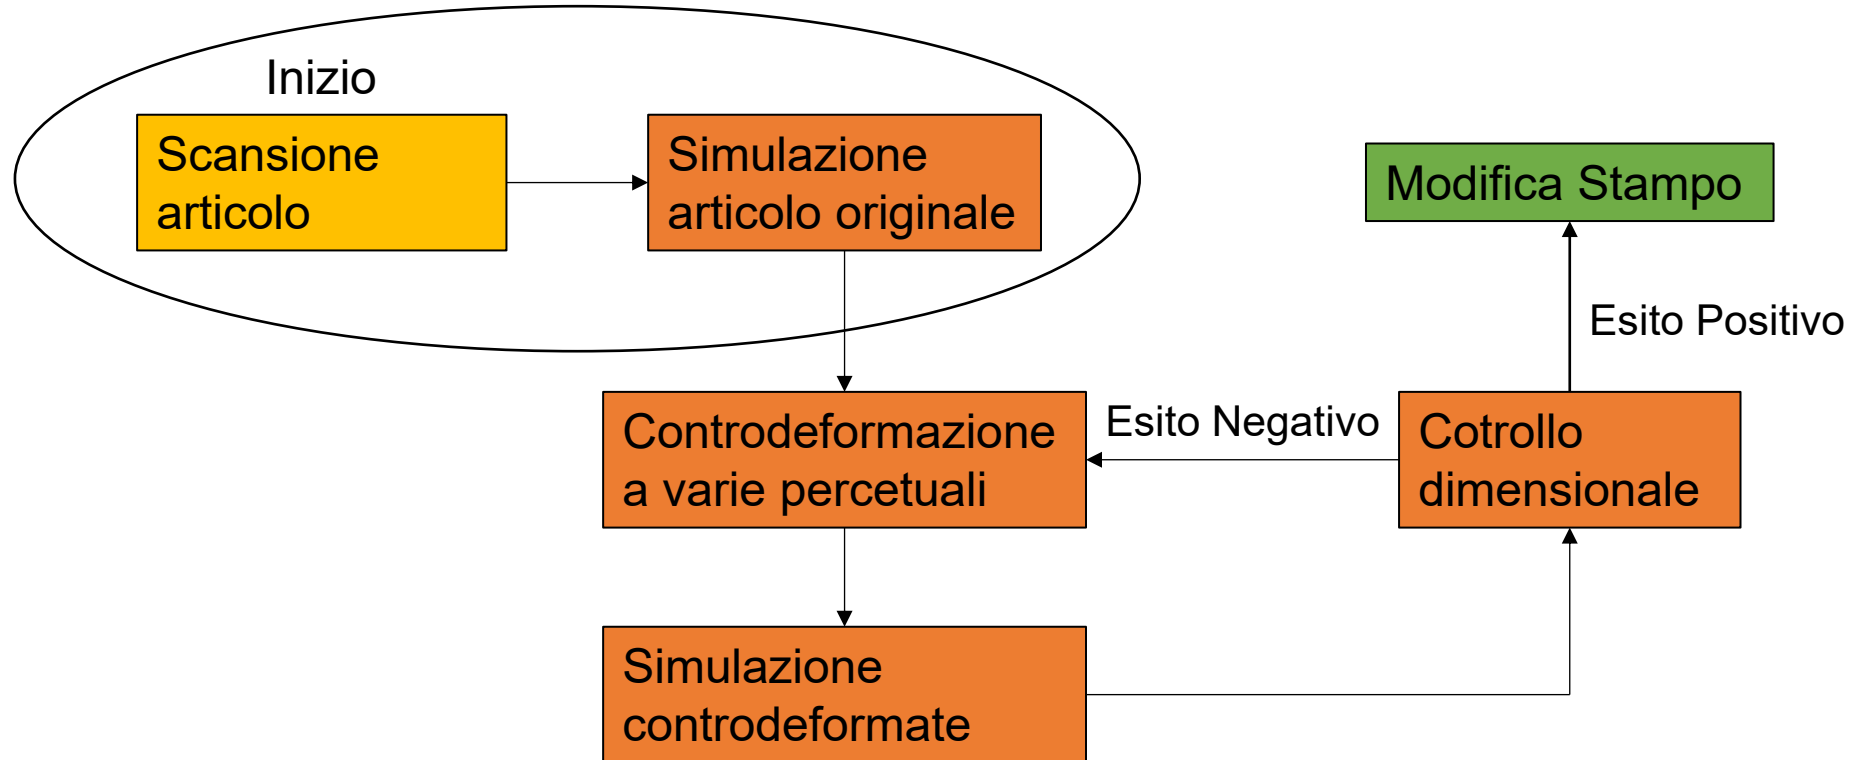 Inizio
Scansione
articolo
Simulazione
articolo originale
Modifica Stampo
Esito Positivo
Controdeformazione
a varie percetuali
Esito Negativo
Cotrollo
dimensionale
Simulazione
controdeformate